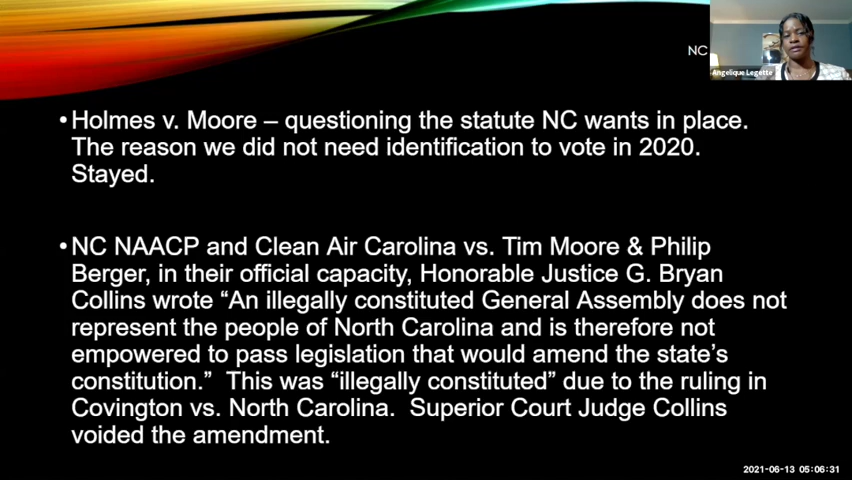 NC
Angelique Legette
• Holmes v. Moore – questioning the statute NC wants in place.
The reason we did not need identification to vote in 2020.
Stayed.
• NC NAACP and Clean Air Carolina vs. Tim Moore & Philip
Berger, in their official capacity, Honorable Justice G. Bryan
Collins wrote “An illegally constituted General Assembly does not
represent the people of North Carolina and is therefore not
empowered to pass legislation that would amend the state’s
constitution.” This was “illegally constituted” due to the ruling in
Covington vs. North Carolina. Superior Court Judge Collins
voided the amendment.
2021-06-13 05:06:31